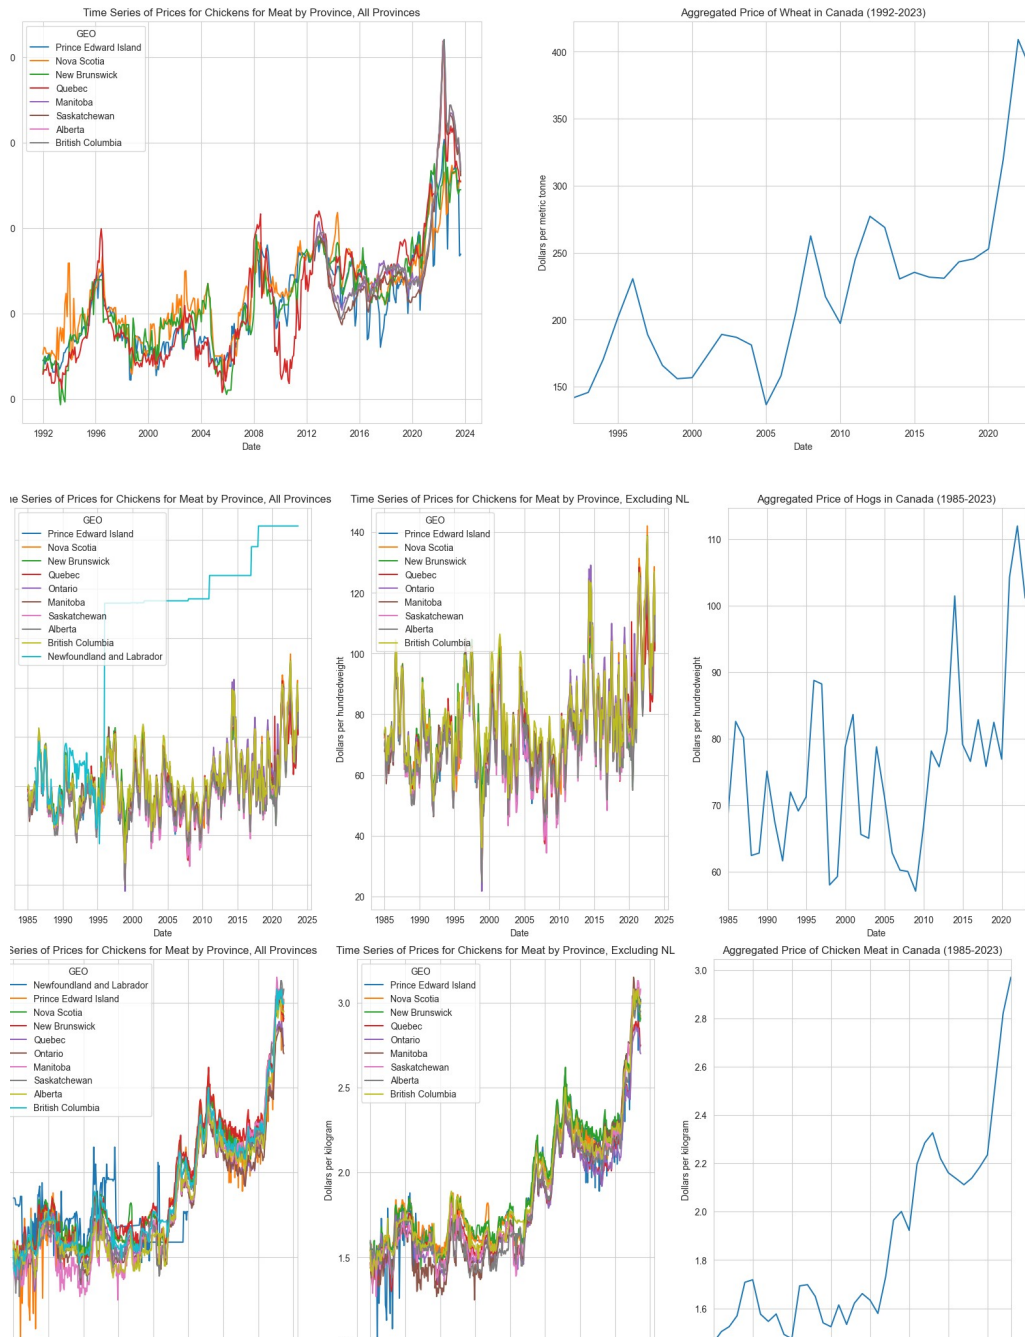 Time Series of Prices for Chickens for Meat by Province, All Provinces
GEO
Prince Edward Island
Nova Scotia
New Brunswick
Quebec
Manitoba
Saskatchewan
Alberta
British Columbia
0
0
0
0
0
1992 1996 2000 2004 2008 2012 2016 2020 2024
Date
Aggregated Price of Wheat in Canada (1992-2023)
Dollars per metric tonne
400
350
300
250
200
150
1995 2000 2005 2010 2015 2020
Date
ne Series of Prices for Chickens for Meat by Province, All Provinces
GEO
Prince Edward Island
Nova Scotia
New Brunswick
Quebec
Ontario
Manitoba
Saskatchewan
Alberta
British Columbia
Newfoundland and Labrador
1985 1990 1995 2000 2005 2010 2015 2020 2025
Date
Time Series of Prices for Chickens for Meat by Province, Excluding NL
GEO
Prince Edward Island
Nova Scotia
New Brunswick
Quebec
Ontario
Manitoba
Saskatchewan
Alberta
British Columbia
Dollars per hundredweight
140
120
100
80
60
40
20
1985 1990 1995 2000 2005 2010 2015 2020 2025
Date
Aggregated Price of Hogs in Canada (1985-2023)
Dollars per hundredweight
110
100
90
80
70
60
1985 1990 1995 2000 2005 2010 2015 2020
Date
Series of Prices for Chickens for Meat by Province, All Provinces
GEO
Newfoundland and Labrador
Prince Edward Island
Nova Scotia
New Brunswick
Quebec
Ontario
Manitoba
Saskatchewan
Alberta
British Columbia
Time Series of Prices for Chickens for Meat by Province, Excluding NL
GEO
Prince Edward Island
Nova Scotia
New Brunswick
Quebec
Ontario
Manitoba
Saskatchewan
Alberta
British Columbia
Dollars per kilogram
3.0
2.5
2.0
1.5
Aggregated Price of Chicken Meat in Canada (1985-2023)
Dollars per kilogram
3.0
2.8
2.6
2.4
2.2
2.0
1.8
1.6